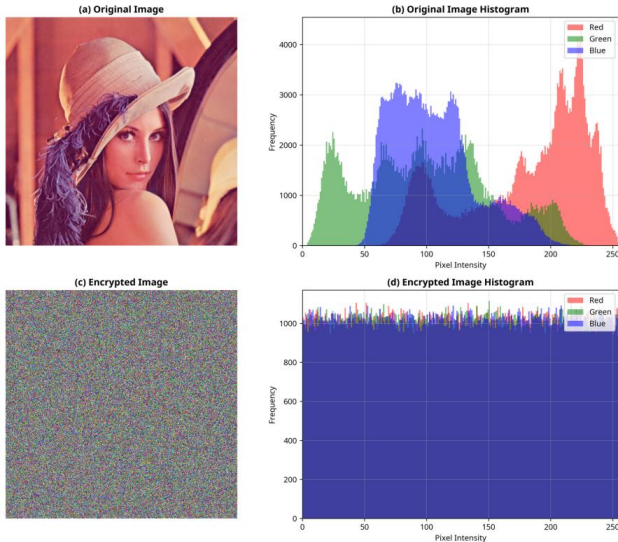 (a) Original Image
(b) Original Image Histogram
Red
Green
Blue
Frequency
4000
3000
2000
1000
0
0
50
100
150
200
250
Pixel Intensity
(c) Encrypted Image
(d) Encrypted Image Histogram
Red
Green
Blue
Frequency
1000
800
600
400
200
0
0
50
100
150
200
250
Pixel Intensity